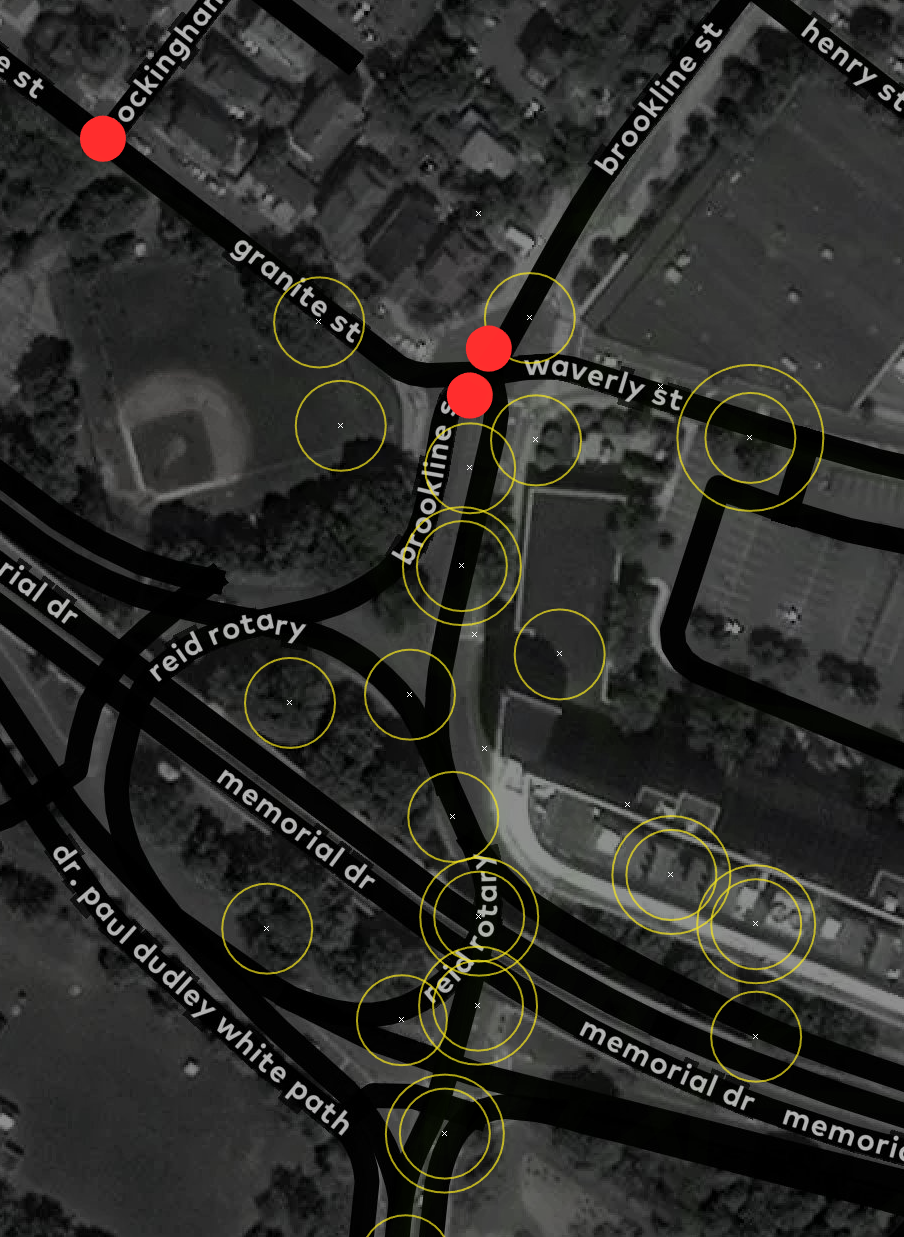 ockingham
brookline st
henry st
e st
granite st
waverly st
brookline s
rial dr
reid rotary
memorial dr
reid rotary
dr. paul dudley white path
memorial dr
memoria